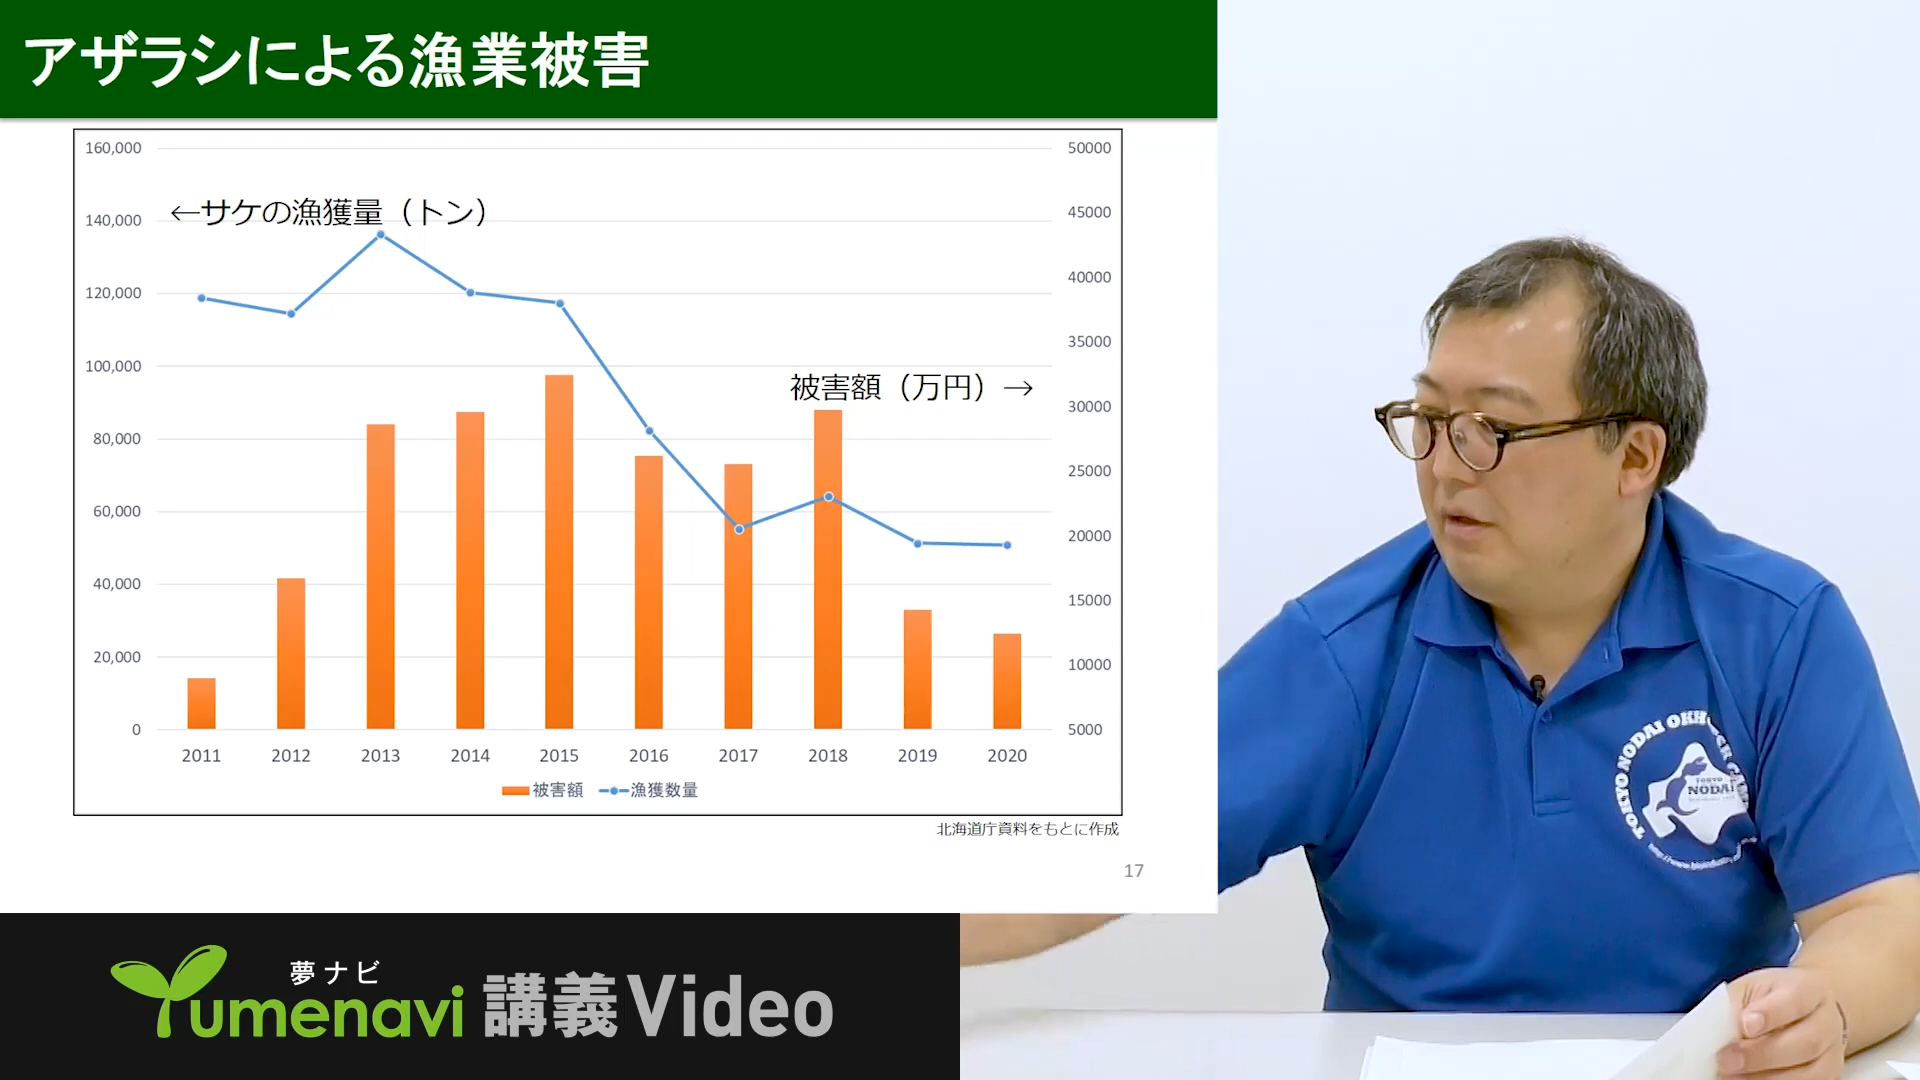 アザラシによる漁業被害
160,000
140,000
120,000
100,000
80,000
60,000
40,000
20,000
0
←サケの漁獲量（トン）
被害額（万円）→
50000
45000
40000
35000
30000
25000
20000
15000
10000
5000
2011 2012 2013 2014 2015 2016 2017 2018 2019 2020
被害額 漁獲数量
北海道庁資料をもとに作成
17
夢ナビ
Yumenavi 講義Video
TOKYO NODAI
TOKYO
NODAI